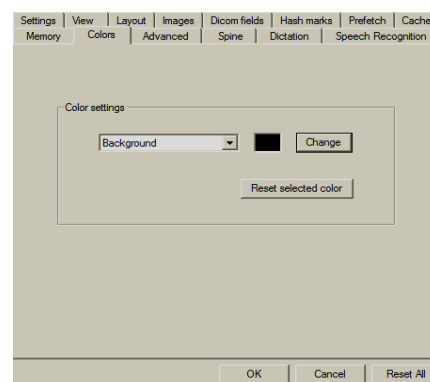 Settings View Layout Images Dicom fields Hash marks Prefetch Cache
Memory Colors Advanced Spine Dictation Speech Recognition
Color settings
Background Change
Reset selected color
OK Cancel Reset All